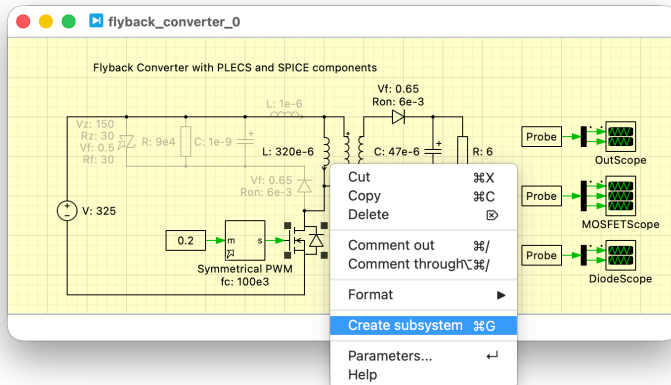 flyback_converter_0
Flyback Converter with PLECS and SPICE components
Vf: 0.65
Ron: 6e-3
L: 1e-6
Vz: 150
Rz: 30
Vf: 0.5
Rf: 30
R: 9e4
C: 1e-9
L: 320e-6
C: 47e-6
R: 6
Vf: 0.65
Ron: 6e-3
V: 325
0.2
m
s
Symmetrical PWM
fc: 100e3
Probe
OutScope
Probe
MOSFETScope
Probe
DiodeScope
Cut ⌘X
Copy ⌘C
Delete ⌦
Comment out ⌘/
Comment through ⌥⌘/
Format ▶
Create subsystem ⌘G
Parameters... ↵
Help